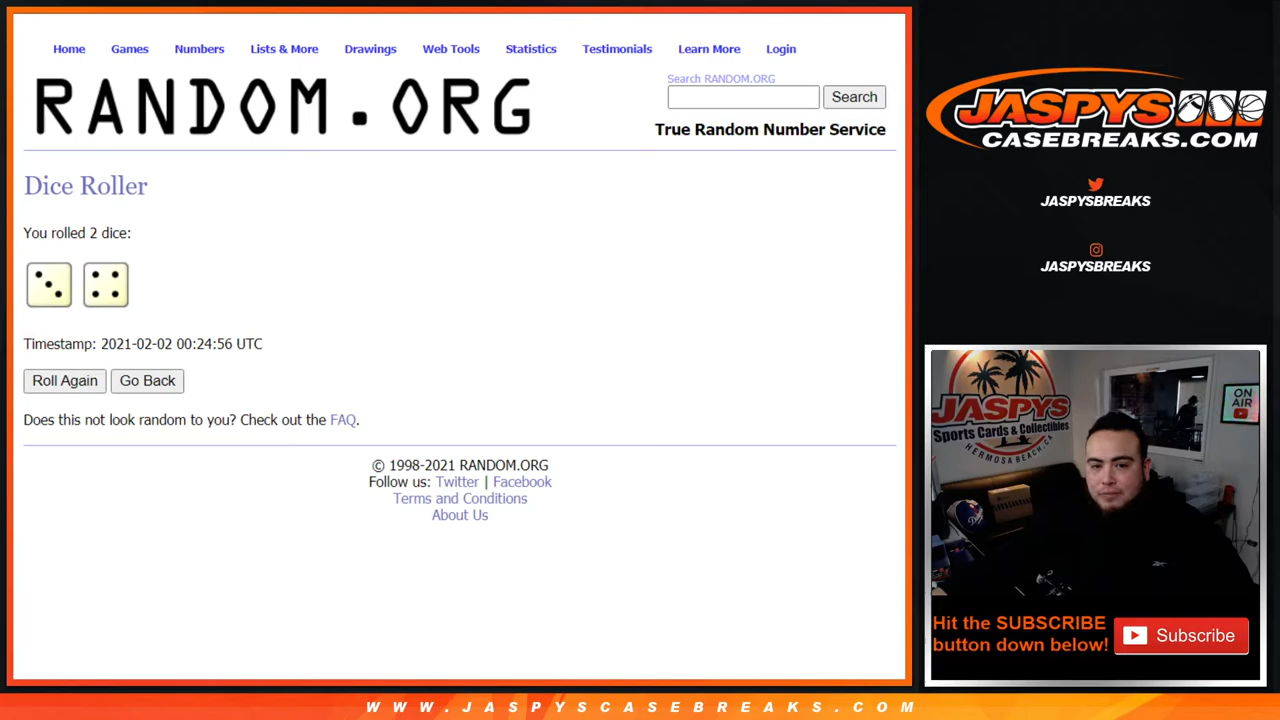 Home Games Numbers Lists & More Drawings Web Tools Statistics Testimonials Learn More Login
RANDOM.ORG
Search RANDOM.ORG
Search
True Random Number Service
Dice Roller
You rolled 2 dice:
Timestamp: 2021-02-02 00:24:56 UTC
Roll Again Go Back
Does this not look random to you? Check out the FAQ.
© 1998-2021 RANDOM.ORG
Follow us: Twitter | Facebook
Terms and Conditions
About Us
JASPYS
CASEBREAKS.COM
JASPYSBREAKS
JASPYSBREAKS
JASPYS
Sports Cards & Collectibles
HERMOSA BEACH, CA
ON
AIR
Dodgers
Hit the SUBSCRIBE
button down below!
Subscribe
WWW.JASPYSCASEBREAKS.COM